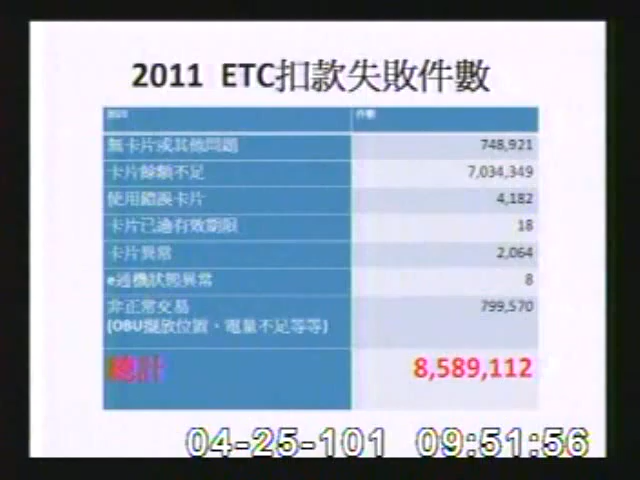 2011 ETC扣款失敗件數
件數
無卡片或其他問題 748,921
卡片餘額不足 7,034,349
使用錯誤卡片 4,182
卡片已逾有效期限 18
卡片異常 2,064
e通機狀態異常 8
非正常交易 799,570
(OBU擺放位置、電量不足等等)
總計 8,589,112
04-25-101 09:51:56